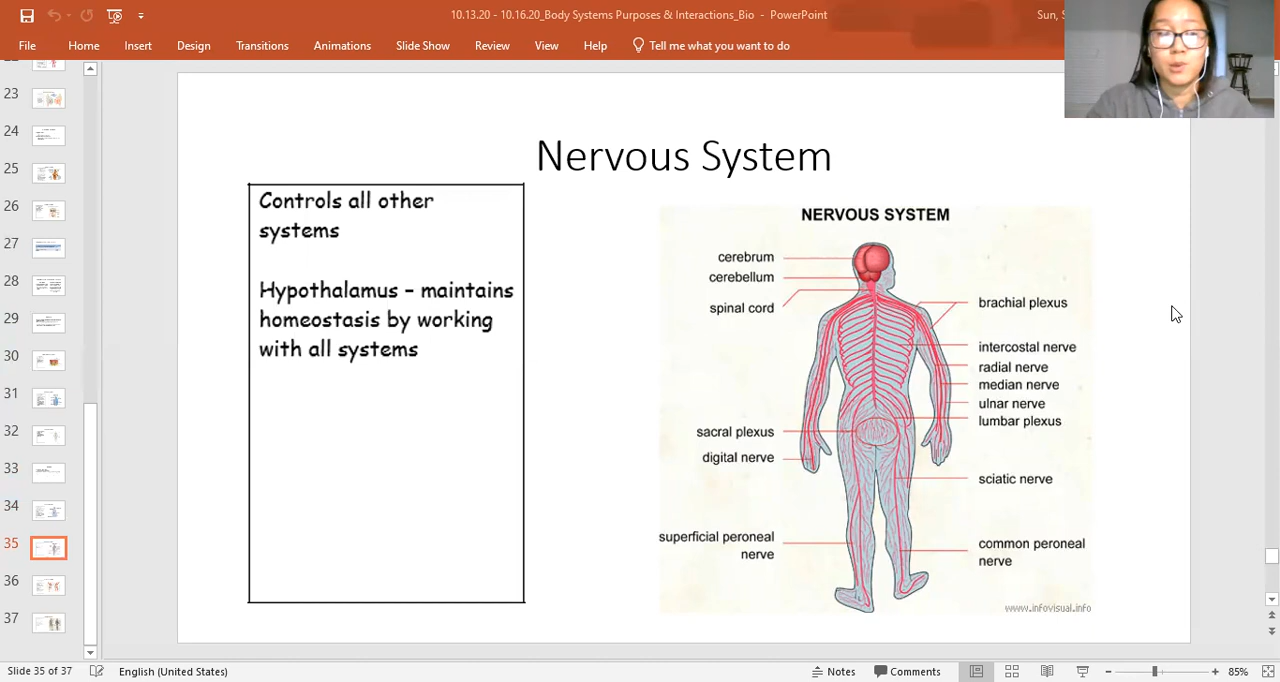 10.13.20 - 10.16.20_Body Systems Purposes & Interactions_Bio - PowerPoint
Sun, S
File Home Insert Design Transitions Animations Slide Show Review View Help Tell me what you want to do
23
24
25
26
27
28
29
30
31
32
33
34
35
36
37
Nervous System
Controls all other
systems
Hypothalamus – maintains
homeostasis by working
with all systems
NERVOUS SYSTEM
cerebrum
cerebellum
spinal cord
sacral plexus
digital nerve
superficial peroneal
nerve
brachial plexus
intercostal nerve
radial nerve
median nerve
ulnar nerve
lumbar plexus
sciatic nerve
common peroneal
nerve
www.infovisual.info
Slide 35 of 37 English (United States) Notes Comments 85%